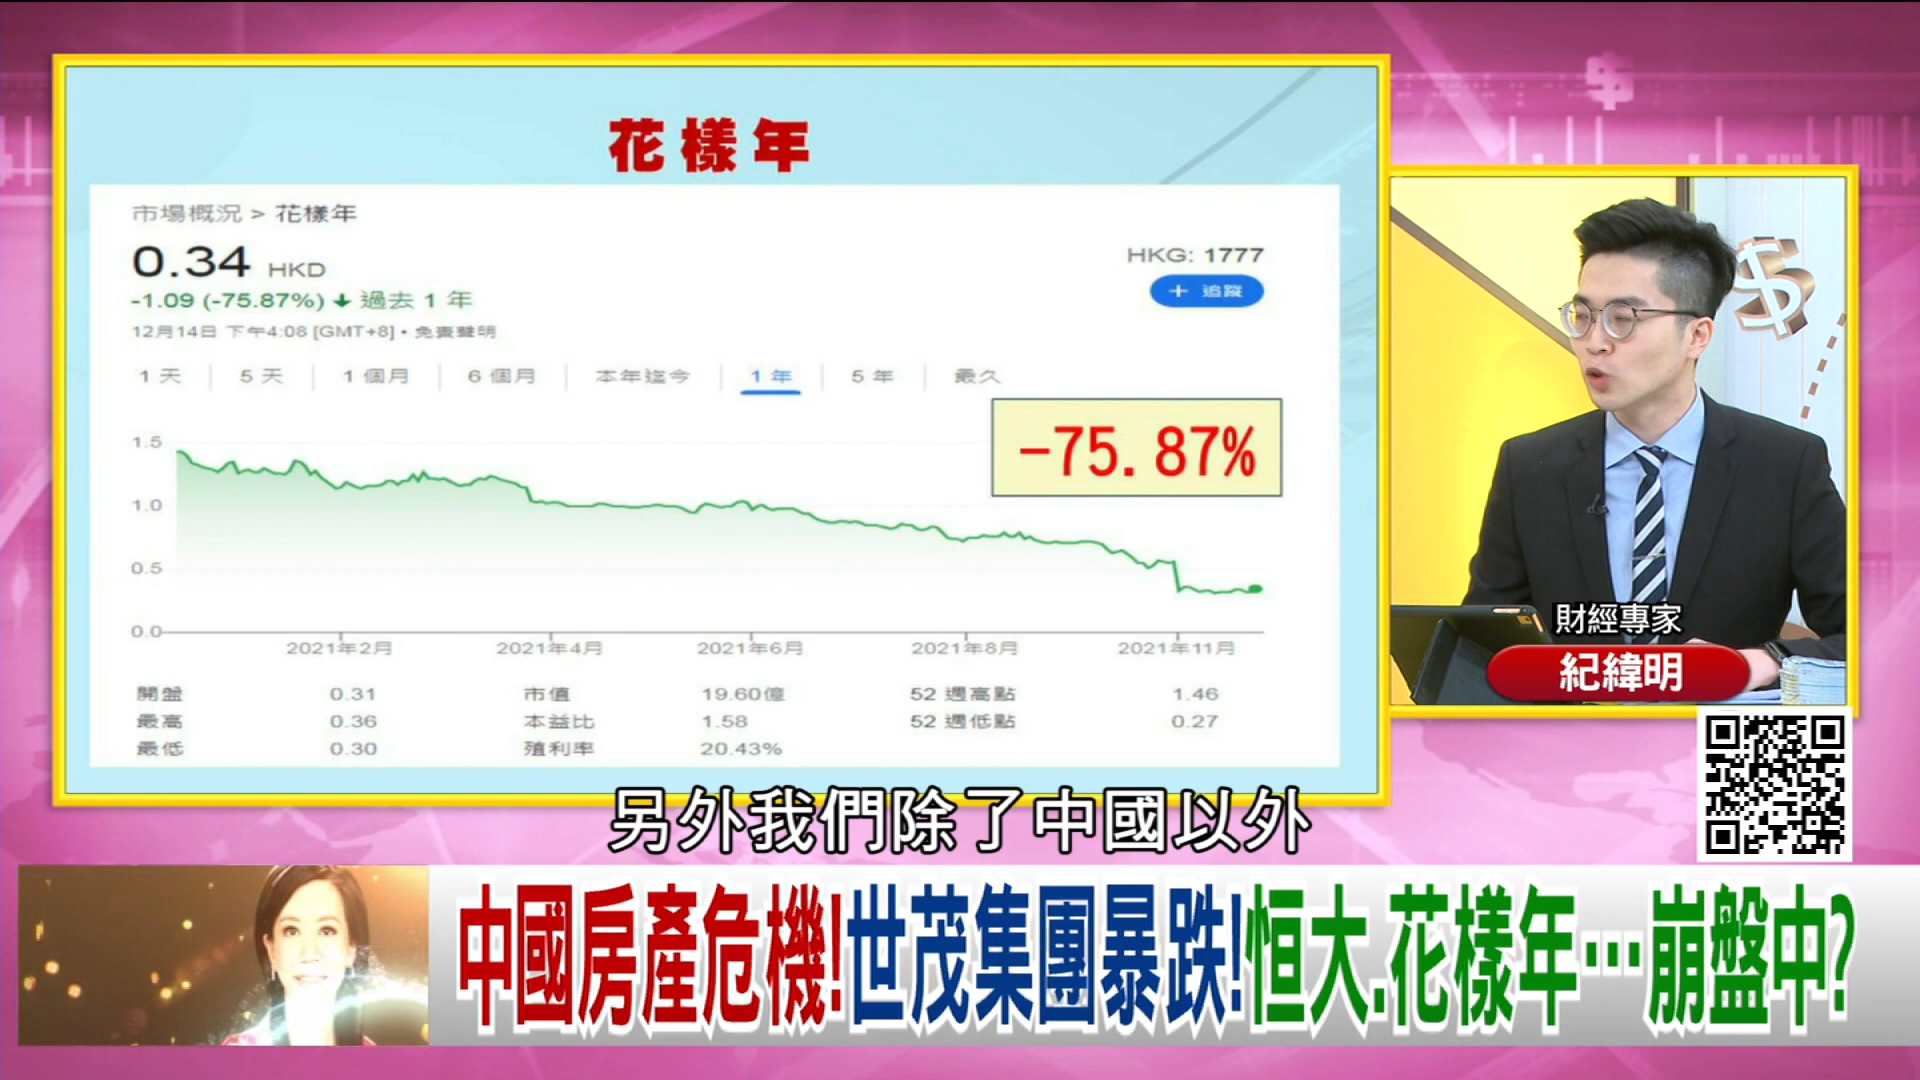 花樣年
市場概況 > 花樣年
0.34 HKD
HKG: 1777
-1.09 (-75.87%) ↓ 過去 1 年
+ 追蹤
12月14日 下午4:08 [GMT+8]・免責聲明
1 天 5 天 1 個月 6 個月 本年迄今 1 年 5 年 最久
-75.87%
1.5
1.0
0.5
0.0
2021年2月 2021年4月 2021年6月 2021年8月 2021年11月
開盤 0.31 市值 19.60億 52 週高點 1.46
最高 0.36 本益比 1.58 52 週低點 0.27
最低 0.30 殖利率 20.43%
$
財經專家
紀緯明
另外我們除了中國以外
中國房產危機!世茂集團暴跌!恒大.花樣年…崩盤中?